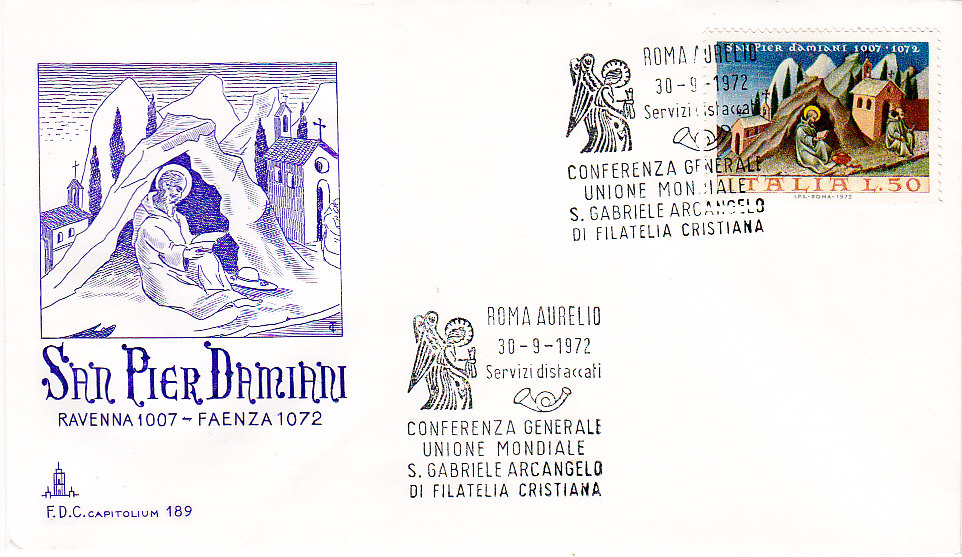 SAN PIER DAMIANI 1007 · 1072
ROMA AURELIO
30-9-1972
Servizi distaccati
CONFERENZA GENERALE
UNIONE MONDIALE
S. GABRIELE ARCANGELO
DI FILATELIA CRISTIANA
ITALIA L.50
I.P.S.-ROMA-1972
SAN PIER DAMIANI
RAVENNA 1007 - FAENZA 1072
F.D.C. CAPITOLIUM 189
ROMA AURELIO
30-9-1972
Servizi distaccati
CONFERENZA GENERALE
UNIONE MONDIALE
S. GABRIELE ARCANGELO
DI FILATELIA CRISTIANA